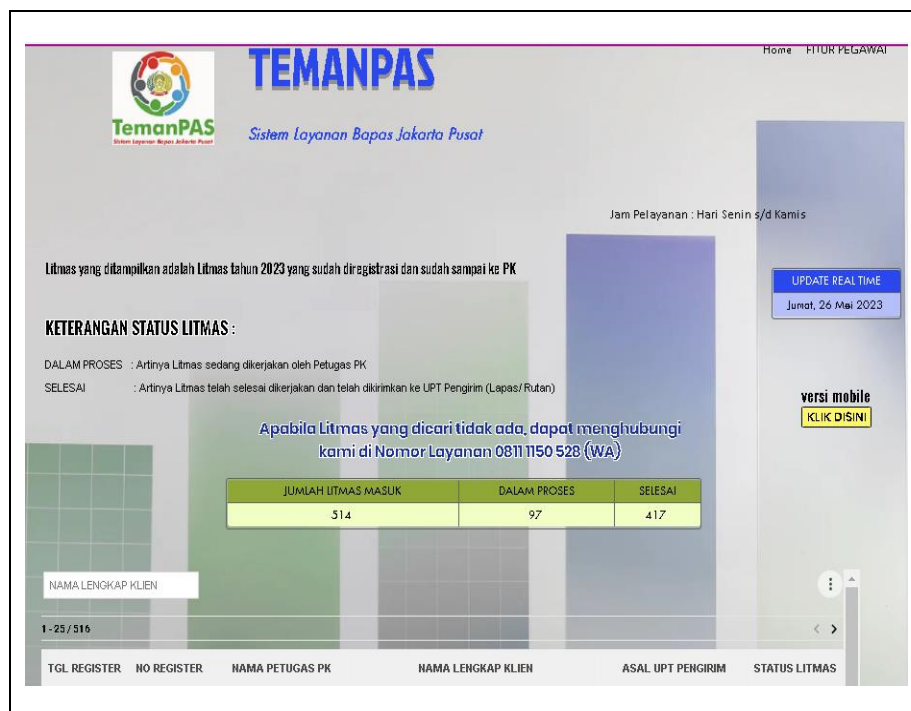 Home FITUR PEGAWAI
TEMANPAS
TemanPAS
Sistem Layanan Bapas Jakarta Pusat
Sistem Layanan Bapas Jakarta Pusat
Jam Pelayanan : Hari Senin s/d Kamis
Litmas yang ditampilkan adalah Litmas tahun 2023 yang sudah diregistrasi dan sudah sampai ke PK
UPDATE REAL TIME
Jumat, 26 Mei 2023
KETERANGAN STATUS LITMAS :
DALAM PROSES : Artinya Litmas sedang dikerjakan oleh Petugas PK
SELESAI : Artinya Litmas telah selesai dikerjakan dan telah dikirimkan ke UPT Pengirim (Lapas/Rutan)
versi mobile
KLIK DISINI
Apabila Litmas yang dicari tidak ada, dapat menghubungi
kami di Nomor Layanan 0811 1150 528 (WA)
JUMLAH LITMAS MASUK DALAM PROSES SELESAI
514 97 417
NAMA LENGKAP KLIEN
1-25/516
TGL REGISTER NO REGISTER NAMA PETUGAS PK NAMA LENGKAP KLIEN ASAL UPT PENGIRIM STATUS LITMAS